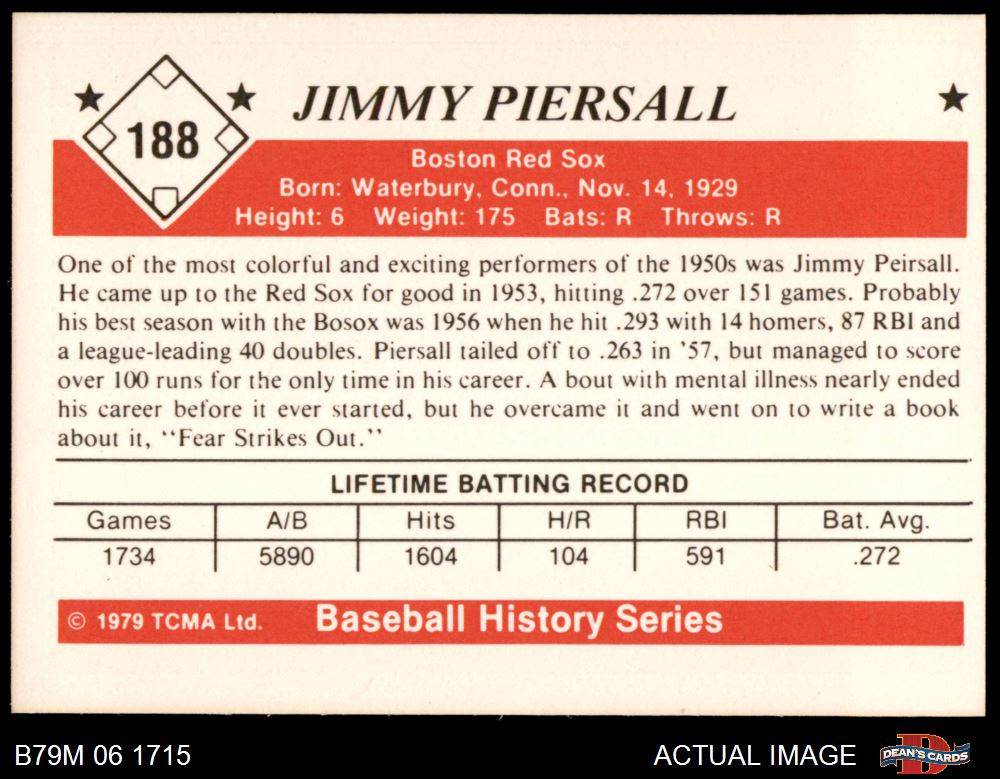 188
JIMMY PIERSALL
Boston Red Sox
Born: Waterbury, Conn., Nov. 14, 1929
Height: 6 Weight: 175 Bats: R Throws: R
One of the most colorful and exciting performers of the 1950s was Jimmy Peirsall.
He came up to the Red Sox for good in 1953, hitting .272 over 151 games. Probably
his best season with the Bosox was 1956 when he hit .293 with 14 homers, 87 RBI and
a league-leading 40 doubles. Piersall tailed off to .263 in '57, but managed to score
over 100 runs for the only time in his career. A bout with mental illness nearly ended
his career before it ever started, but he overcame it and went on to write a book
about it, "Fear Strikes Out."
LIFETIME BATTING RECORD
Games A/B Hits H/R RBI Bat. Avg.
1734 5890 1604 104 591 .272
© 1979 TCMA Ltd. Baseball History Series
B79M 06 1715 ACTUAL IMAGE DEAN'S CARDS